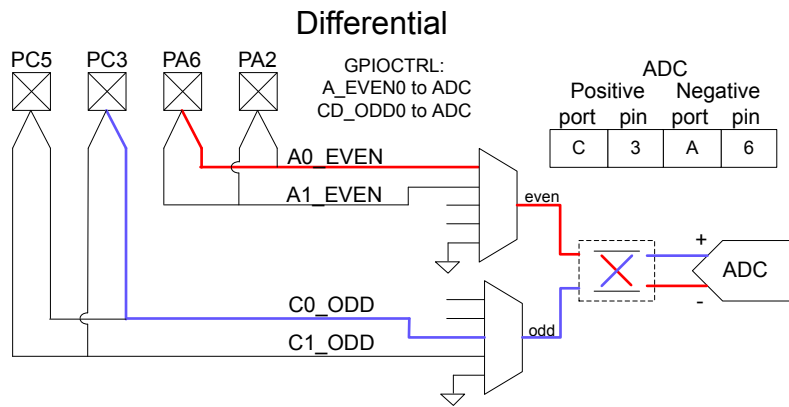 Differential
PC5 PC3 PA6 PA2
GPIOCTRL:
A_EVEN0 to ADC
CD_ODD0 to ADC
ADC
Positive Negative
port pin port pin
C 3 A 6
A0_EVEN
A1_EVEN
even
+
ADC
-
C0_ODD
odd
C1_ODD